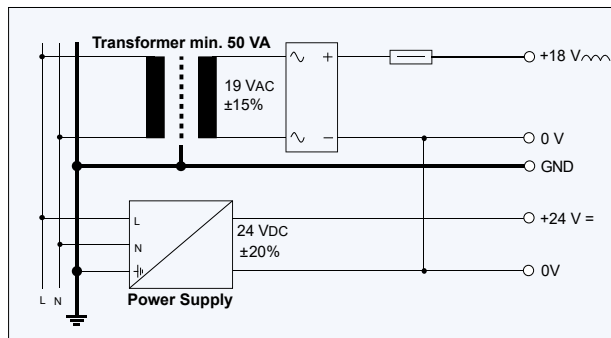 Transformer min. 50 VA
+18 V
19 VAC
±15%
+
−
0 V
GND
L
N
24 VDC
±20%
+24 V =
0V
L N
Power Supply